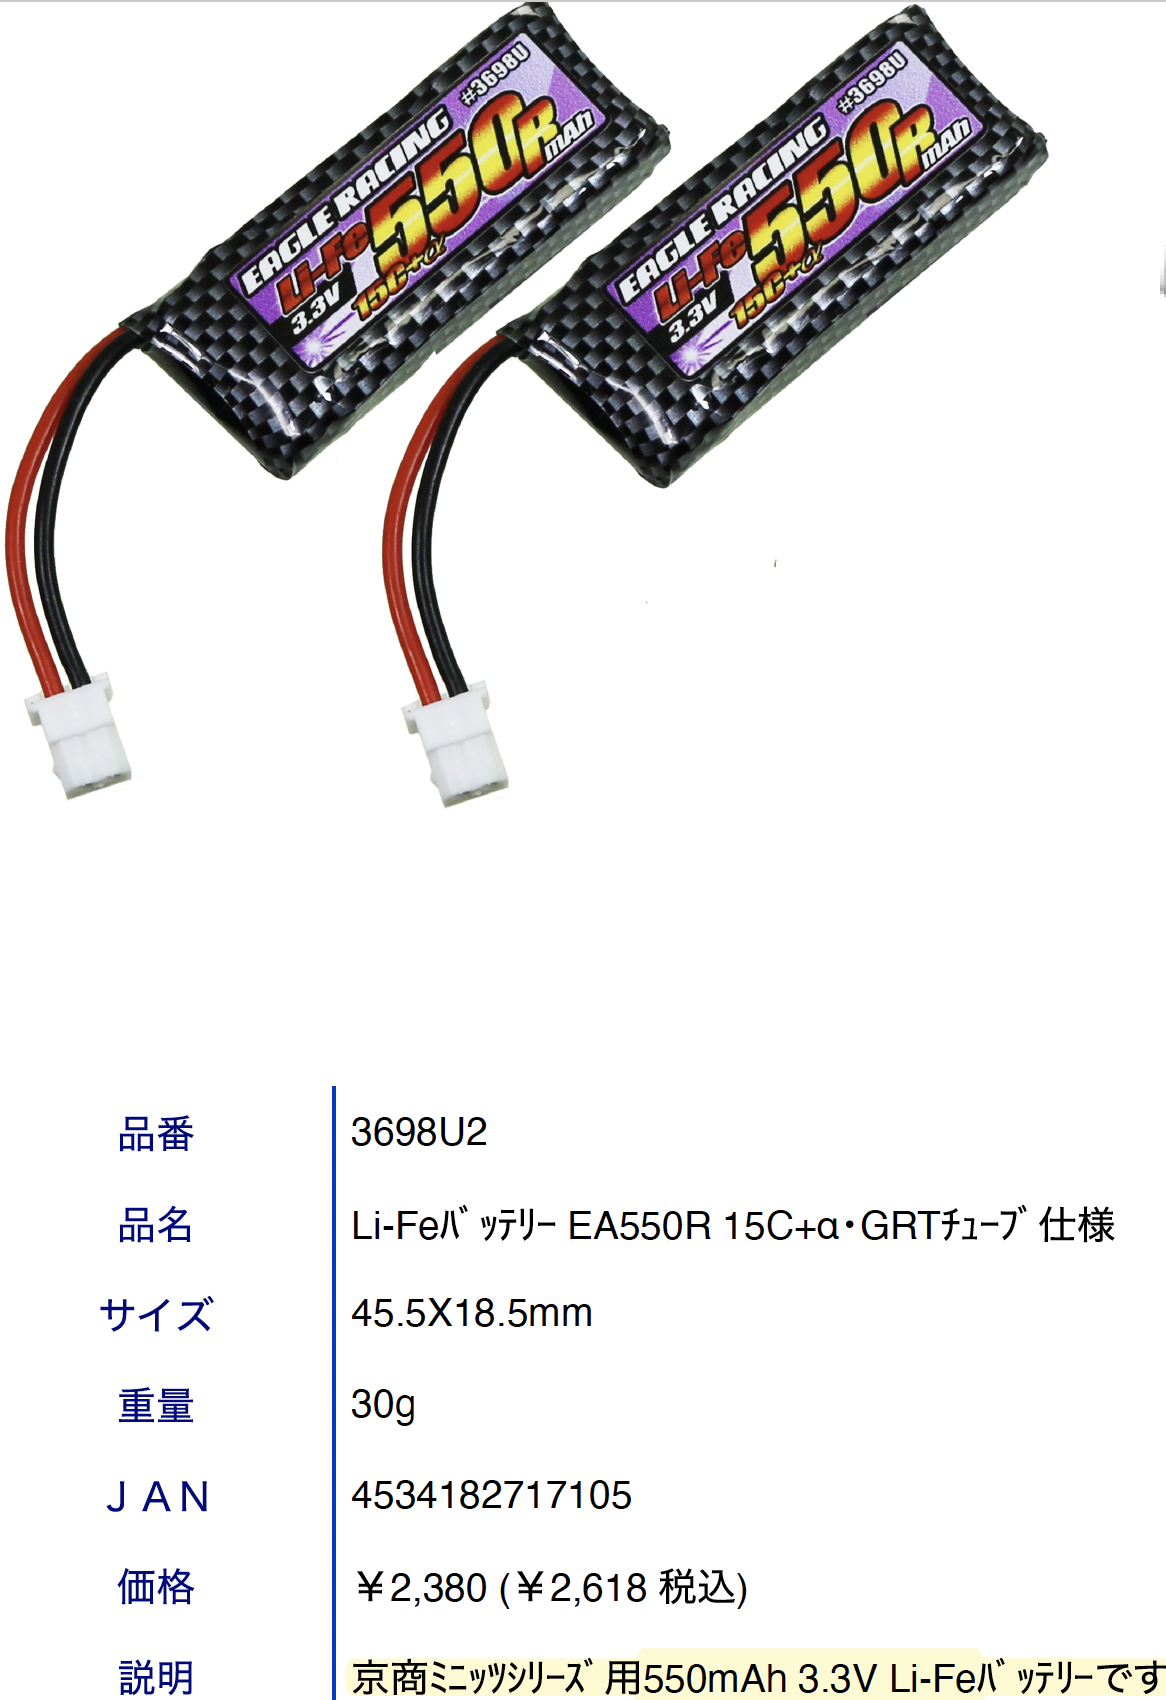 #3698U
EAGLE RACING
Li-Fe 550R mAh
3.3V 15C+α
#3698U
EAGLE RACING
Li-Fe 550R mAh
3.3V 15C+α
品番 3698U2
品名 Li-Feﾊﾞｯﾃﾘｰ EA550R 15C+α･GRTﾁｭｰﾌﾞ仕様
サイズ 45.5X18.5mm
重量 30g
ＪＡＮ 4534182717105
価格 ￥2,380 (￥2,618 税込)
説明 京商ﾐﾆｯﾂｼﾘｰｽﾞ用550mAh 3.3V Li-Feﾊﾞｯﾃﾘｰです